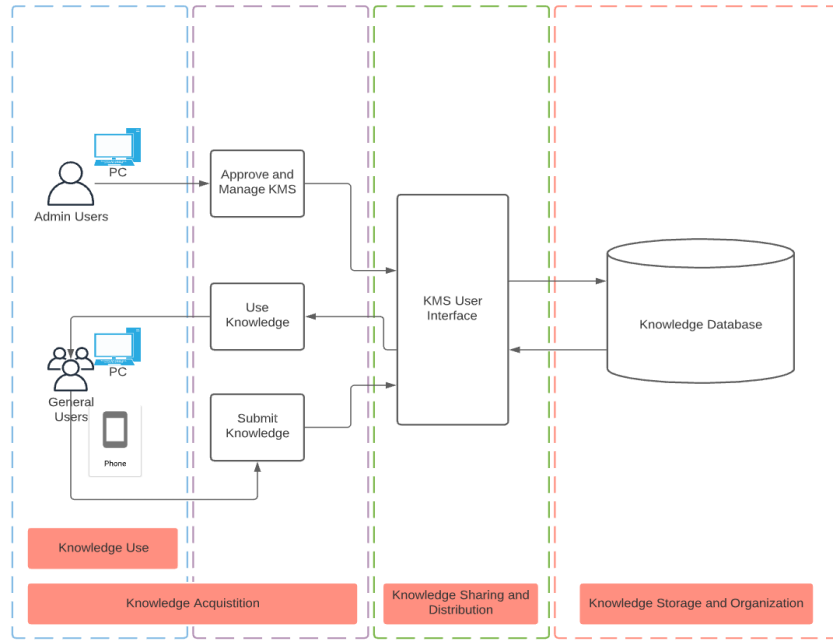 PC
Admin Users
Approve and
Manage KMS
KMS User
Interface
Knowledge Database
Use
Knowledge
PC
General
Users
Phone
Submit
Knowledge
Knowledge Use
Knowledge Acquistition
Knowledge Sharing and
Distribution
Knowledge Storage and Organization